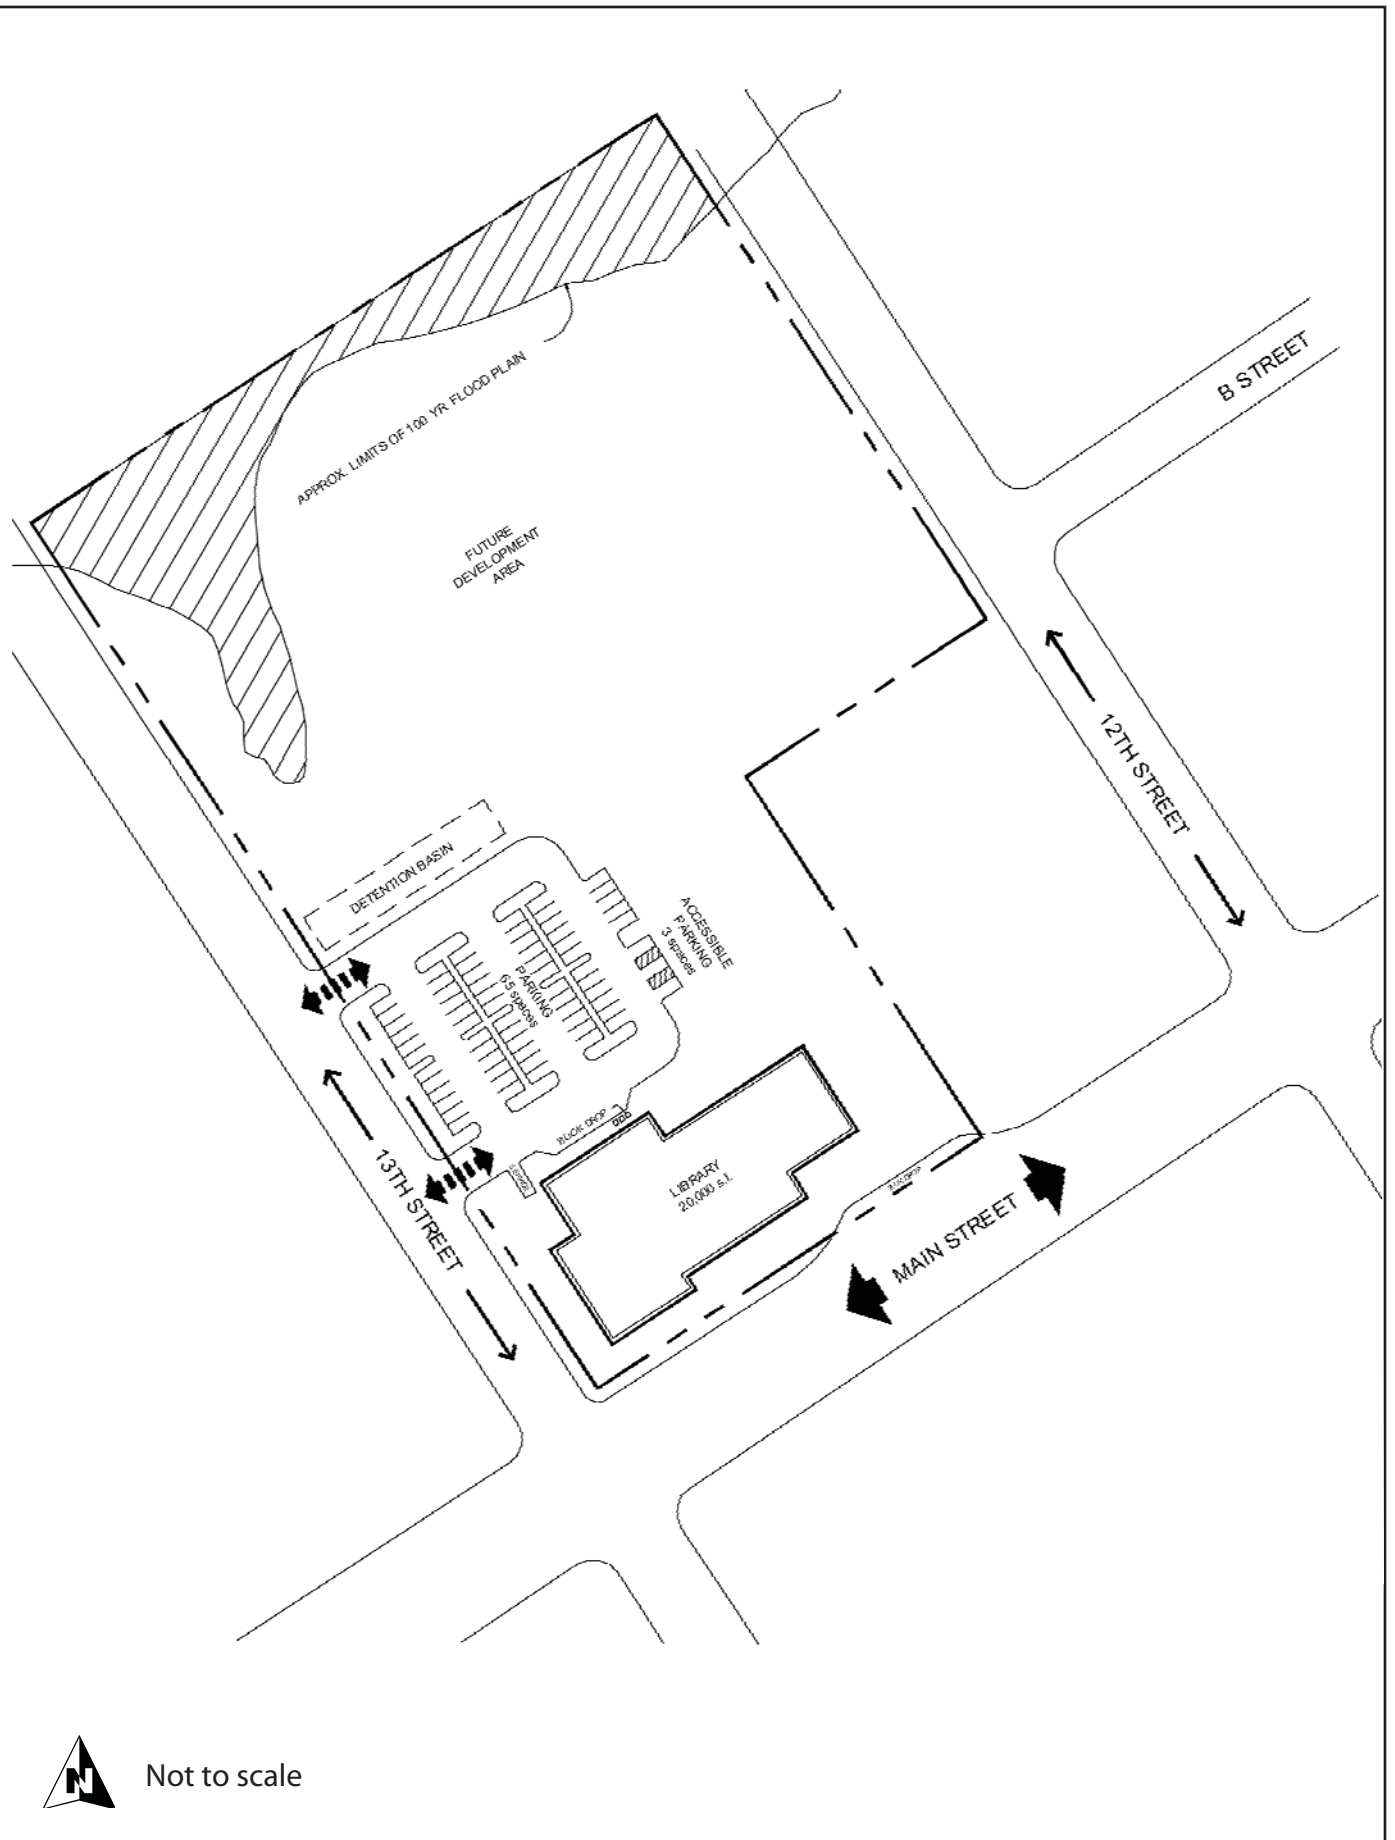 B STREET
APPROX. LIMITS OF 100 YR. FLOOD PLAIN
FUTURE
DEVELOPMENT
AREA
12TH STREET
DETENTION BASIN
ACCESSIBLE
PARKING
3 spaces
PARKING
65 spaces
BOOK DROP
13TH STREET
LIBRARY
20,000 s.f.
MAIN STREET
N
Not to scale